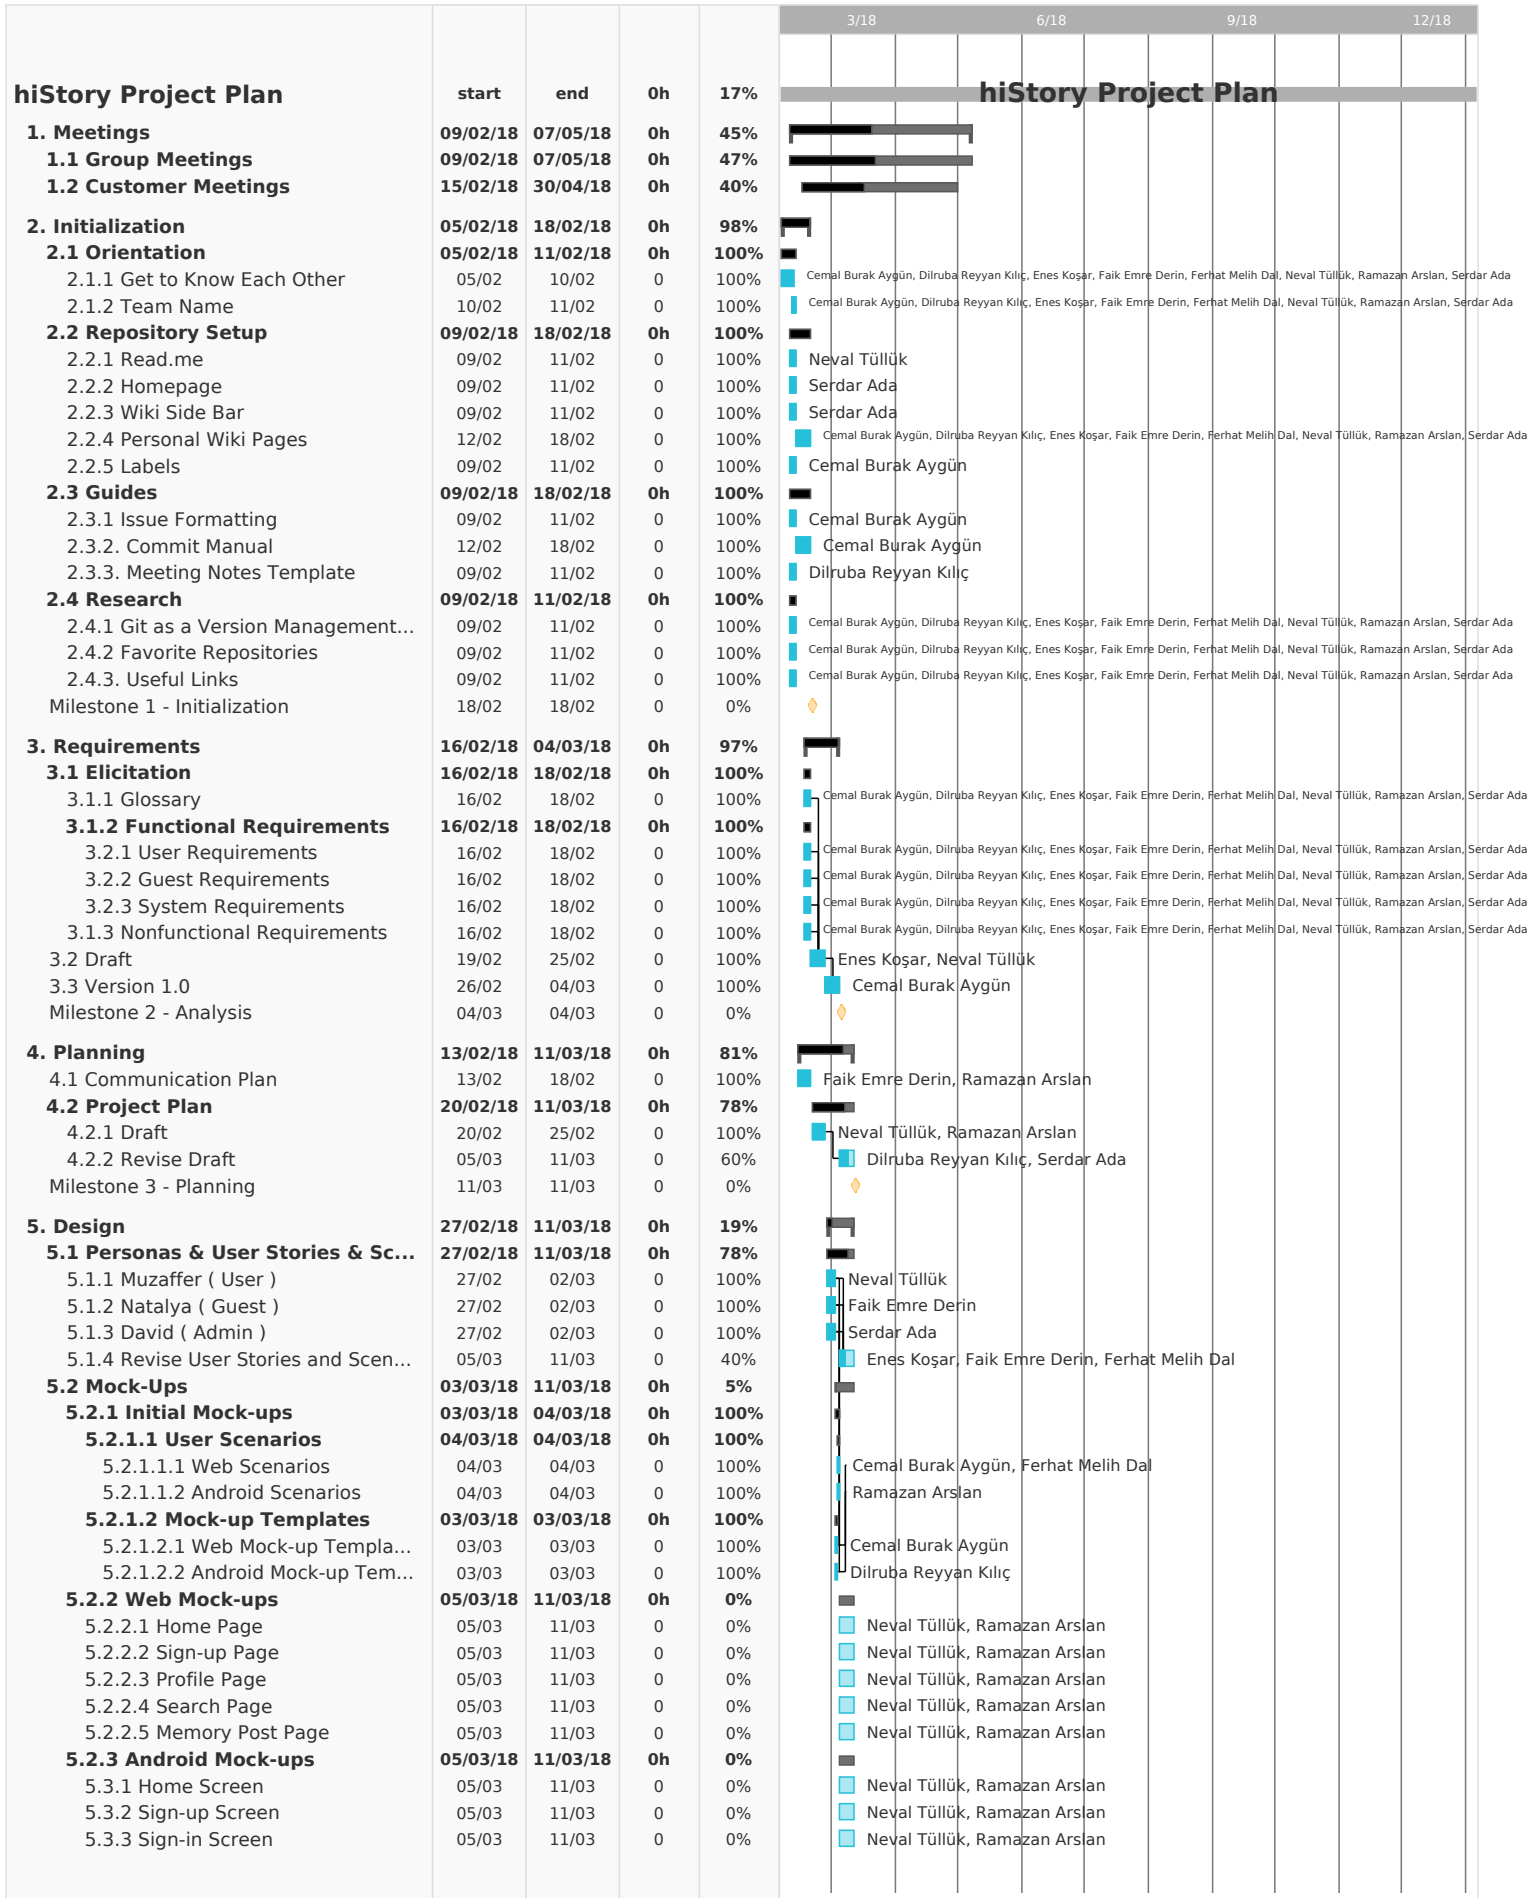 3/18 6/18 9/18 12/18
hiStory Project Plan start end 0h 17% hiStory Project Plan
1. Meetings 09/02/18 07/05/18 0h 45%
1.1 Group Meetings 09/02/18 07/05/18 0h 47%
1.2 Customer Meetings 15/02/18 30/04/18 0h 40%
2. Initialization 05/02/18 18/02/18 0h 98%
2.1 Orientation 05/02/18 11/02/18 0h 100%
2.1.1 Get to Know Each Other 05/02 10/02 0 100% Cemal Burak Aygün, Dilruba Reyyan Kılıç, Enes Koşar, Faik Emre Derin, Ferhat Melih Dal, Neval Tüllük, Ramazan Arslan, Serdar Ada
2.1.2 Team Name 10/02 11/02 0 100% Cemal Burak Aygün, Dilruba Reyyan Kılıç, Enes Koşar, Faik Emre Derin, Ferhat Melih Dal, Neval Tüllük, Ramazan Arslan, Serdar Ada
2.2 Repository Setup 09/02/18 18/02/18 0h 100%
2.2.1 Read.me 09/02 11/02 0 100% Neval Tüllük
2.2.2 Homepage 09/02 11/02 0 100% Serdar Ada
2.2.3 Wiki Side Bar 09/02 11/02 0 100% Serdar Ada
2.2.4 Personal Wiki Pages 12/02 18/02 0 100% Cemal Burak Aygün, Dilruba Reyyan Kılıç, Enes Koşar, Faik Emre Derin, Ferhat Melih Dal, Neval Tüllük, Ramazan Arslan, Serdar Ada
2.2.5 Labels 09/02 11/02 0 100% Cemal Burak Aygün
2.3 Guides 09/02/18 18/02/18 0h 100%
2.3.1 Issue Formatting 09/02 11/02 0 100% Cemal Burak Aygün
2.3.2. Commit Manual 12/02 18/02 0 100% Cemal Burak Aygün
2.3.3. Meeting Notes Template 09/02 11/02 0 100% Dilruba Reyyan Kılıç
2.4 Research 09/02/18 11/02/18 0h 100%
2.4.1 Git as a Version Management... 09/02 11/02 0 100% Cemal Burak Aygün, Dilruba Reyyan Kılıç, Enes Koşar, Faik Emre Derin, Ferhat Melih Dal, Neval Tüllük, Ramazan Arslan, Serdar Ada
2.4.2 Favorite Repositories 09/02 11/02 0 100% Cemal Burak Aygün, Dilruba Reyyan Kılıç, Enes Koşar, Faik Emre Derin, Ferhat Melih Dal, Neval Tüllük, Ramazan Arslan, Serdar Ada
2.4.3. Useful Links 09/02 11/02 0 100% Cemal Burak Aygün, Dilruba Reyyan Kılıç, Enes Koşar, Faik Emre Derin, Ferhat Melih Dal, Neval Tüllük, Ramazan Arslan, Serdar Ada
Milestone 1 - Initialization 18/02 18/02 0 0%
3. Requirements 16/02/18 04/03/18 0h 97%
3.1 Elicitation 16/02/18 18/02/18 0h 100%
3.1.1 Glossary 16/02 18/02 0 100% Cemal Burak Aygün, Dilruba Reyyan Kılıç, Enes Koşar, Faik Emre Derin, Ferhat Melih Dal, Neval Tüllük, Ramazan Arslan, Serdar Ada
3.1.2 Functional Requirements 16/02/18 18/02/18 0h 100%
3.2.1 User Requirements 16/02 18/02 0 100% Cemal Burak Aygün, Dilruba Reyyan Kılıç, Enes Koşar, Faik Emre Derin, Ferhat Melih Dal, Neval Tüllük, Ramazan Arslan, Serdar Ada
3.2.2 Guest Requirements 16/02 18/02 0 100% Cemal Burak Aygün, Dilruba Reyyan Kılıç, Enes Koşar, Faik Emre Derin, Ferhat Melih Dal, Neval Tüllük, Ramazan Arslan, Serdar Ada
3.2.3 System Requirements 16/02 18/02 0 100% Cemal Burak Aygün, Dilruba Reyyan Kılıç, Enes Koşar, Faik Emre Derin, Ferhat Melih Dal, Neval Tüllük, Ramazan Arslan, Serdar Ada
3.1.3 Nonfunctional Requirements 16/02 18/02 0 100% Cemal Burak Aygün, Dilruba Reyyan Kılıç, Enes Koşar, Faik Emre Derin, Ferhat Melih Dal, Neval Tüllük, Ramazan Arslan, Serdar Ada
3.2 Draft 19/02 25/02 0 100% Enes Koşar, Neval Tüllük
3.3 Version 1.0 26/02 04/03 0 100% Cemal Burak Aygün
Milestone 2 - Analysis 04/03 04/03 0 0%
4. Planning 13/02/18 11/03/18 0h 81%
4.1 Communication Plan 13/02 18/02 0 100% Faik Emre Derin, Ramazan Arslan
4.2 Project Plan 20/02/18 11/03/18 0h 78%
4.2.1 Draft 20/02 25/02 0 100% Neval Tüllük, Ramazan Arslan
4.2.2 Revise Draft 05/03 11/03 0 60% Dilruba Reyyan Kılıç, Serdar Ada
Milestone 3 - Planning 11/03 11/03 0 0%
5. Design 27/02/18 11/03/18 0h 19%
5.1 Personas & User Stories & Sc... 27/02/18 11/03/18 0h 78%
5.1.1 Muzaffer ( User ) 27/02 02/03 0 100% Neval Tüllük
5.1.2 Natalya ( Guest ) 27/02 02/03 0 100% Faik Emre Derin
5.1.3 David ( Admin ) 27/02 02/03 0 100% Serdar Ada
5.1.4 Revise User Stories and Scen... 05/03 11/03 0 40% Enes Koşar, Faik Emre Derin, Ferhat Melih Dal
5.2 Mock-Ups 03/03/18 11/03/18 0h 5%
5.2.1 Initial Mock-ups 03/03/18 04/03/18 0h 100%
5.2.1.1 User Scenarios 04/03/18 04/03/18 0h 100%
5.2.1.1.1 Web Scenarios 04/03 04/03 0 100% Cemal Burak Aygün, Ferhat Melih Dal
5.2.1.1.2 Android Scenarios 04/03 04/03 0 100% Ramazan Arslan
5.2.1.2 Mock-up Templates 03/03/18 03/03/18 0h 100%
5.2.1.2.1 Web Mock-up Templa... 03/03 03/03 0 100% Cemal Burak Aygün
5.2.1.2.2 Android Mock-up Tem... 03/03 03/03 0 100% Dilruba Reyyan Kılıç
5.2.2 Web Mock-ups 05/03/18 11/03/18 0h 0%
5.2.2.1 Home Page 05/03 11/03 0 0% Neval Tüllük, Ramazan Arslan
5.2.2.2 Sign-up Page 05/03 11/03 0 0% Neval Tüllük, Ramazan Arslan
5.2.2.3 Profile Page 05/03 11/03 0 0% Neval Tüllük, Ramazan Arslan
5.2.2.4 Search Page 05/03 11/03 0 0% Neval Tüllük, Ramazan Arslan
5.2.2.5 Memory Post Page 05/03 11/03 0 0% Neval Tüllük, Ramazan Arslan
5.2.3 Android Mock-ups 05/03/18 11/03/18 0h 0%
5.3.1 Home Screen 05/03 11/03 0 0% Neval Tüllük, Ramazan Arslan
5.3.2 Sign-up Screen 05/03 11/03 0 0% Neval Tüllük, Ramazan Arslan
5.3.3 Sign-in Screen 05/03 11/03 0 0% Neval Tüllük, Ramazan Arslan